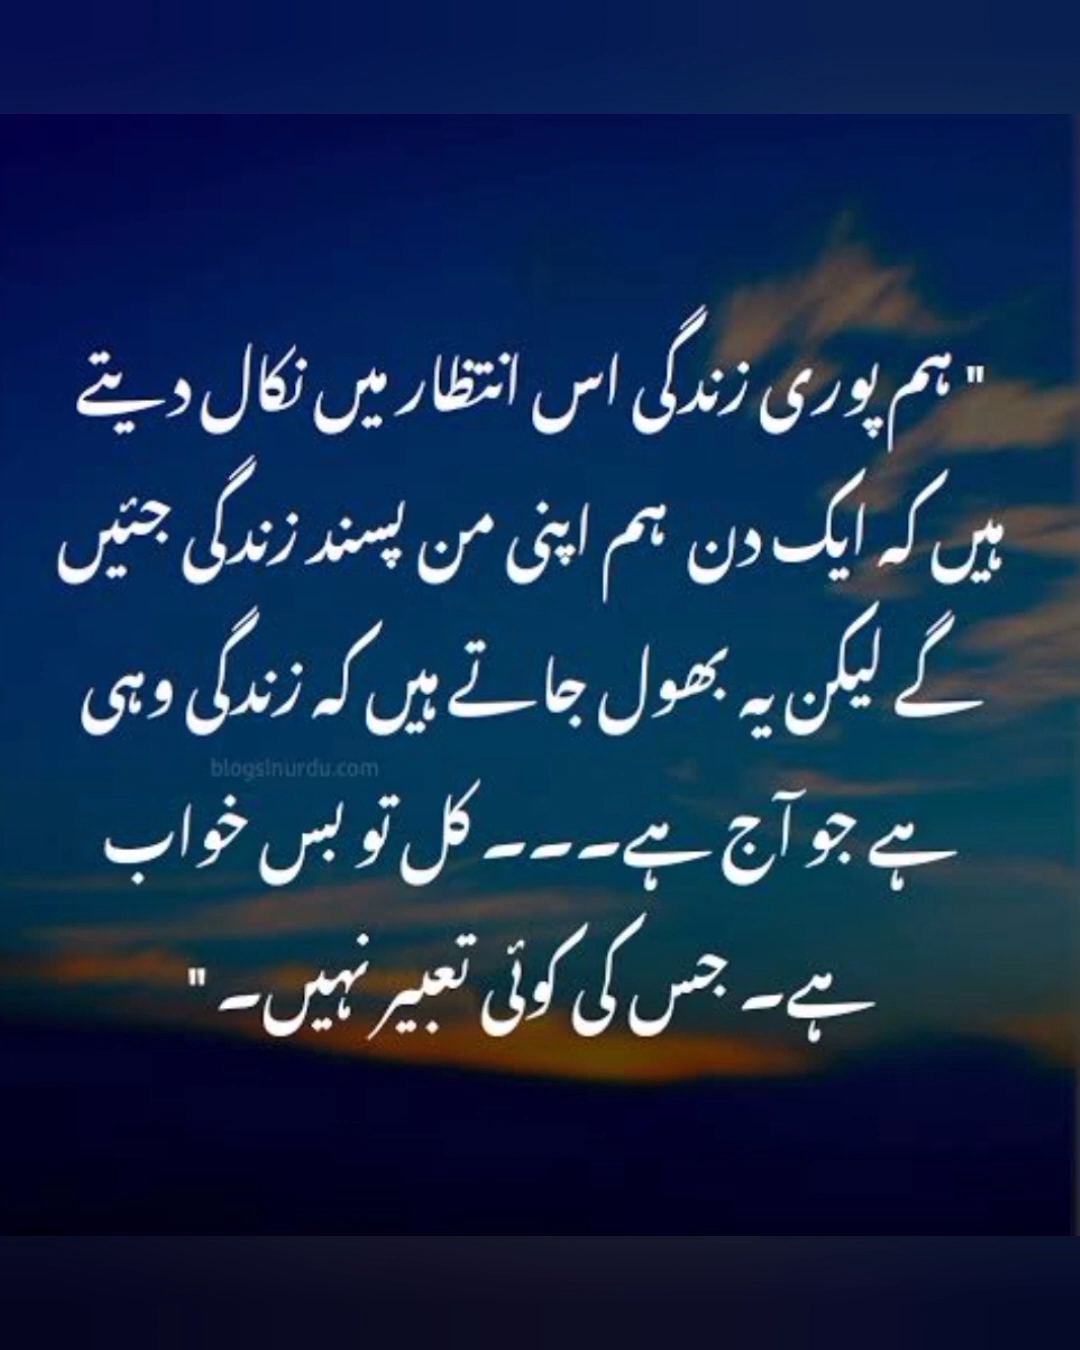 " ہم پوری زندگی اس انتظار میں نکال دیتے
ہیں کہ ایک دن ہم اپنی من پسند زندگی جئیں
گے لیکن یہ بھول جاتے ہیں کہ زندگی وہی
blogsinurdu.com
ہے جو آج ہے۔۔۔ کل تو بس خواب
ہے۔ جس کی کوئی تعبیر نہیں۔ "